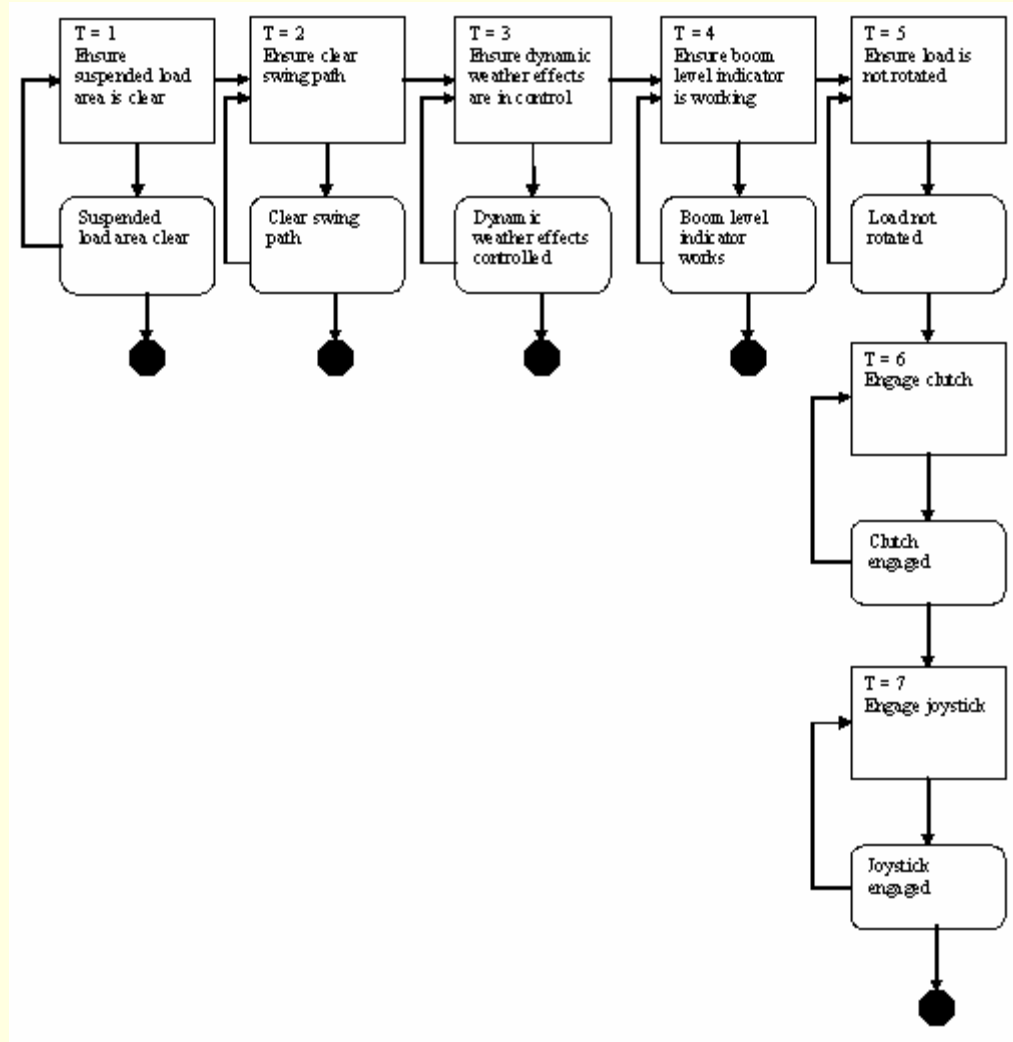 T = 1
Ensure
suspended load
area is clear
T = 2
Ensure clear
swing path
T = 3
Ensure dynamic
weather effects
are in control
T = 4
Ensure boom
level indicator
is working
T = 5
Ensure load is
not rotated
Suspended
load area clear
Clear swing
path
Dynamic
weather effects
controlled
Boom level
indicator
works
Load not
rotated
T = 6
Engage clutch
Clutch
engaged
T = 7
Engage joystick
Joystick
engaged